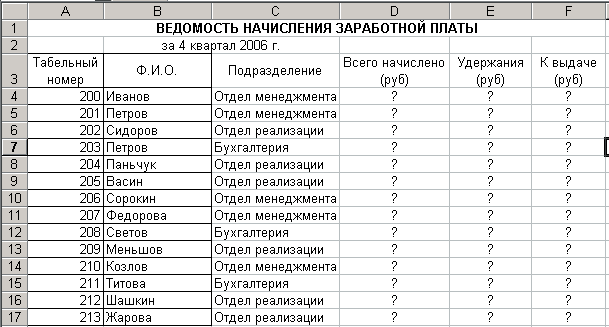 A B C D E F
1 ВЕДОМОСТЬ НАЧИСЛЕНИЯ ЗАРАБОТНОЙ ПЛАТЫ
2 за 4 квартал 2006 г.
3 Табельный номер Ф.И.О. Подразделение Всего начислено (руб) Удержания (руб) К выдаче (руб)
4 200 Иванов Отдел менеджмента ? ? ?
5 201 Петров Отдел менеджмента ? ? ?
6 202 Сидоров Отдел реализации ? ? ?
7 203 Петров Бухгалтерия ? ? ?
8 204 Паньчук Отдел реализации ? ? ?
9 205 Васин Отдел реализации ? ? ?
10 206 Сорокин Отдел менеджмента ? ? ?
11 207 Федорова Отдел менеджмента ? ? ?
12 208 Светов Бухгалтерия ? ? ?
13 209 Меньшов Отдел реализации ? ? ?
14 210 Козлов Отдел менеджмента ? ? ?
15 211 Титова Бухгалтерия ? ? ?
16 212 Шашкин Отдел реализации ? ? ?
17 213 Жарова Отдел реализации ? ? ?